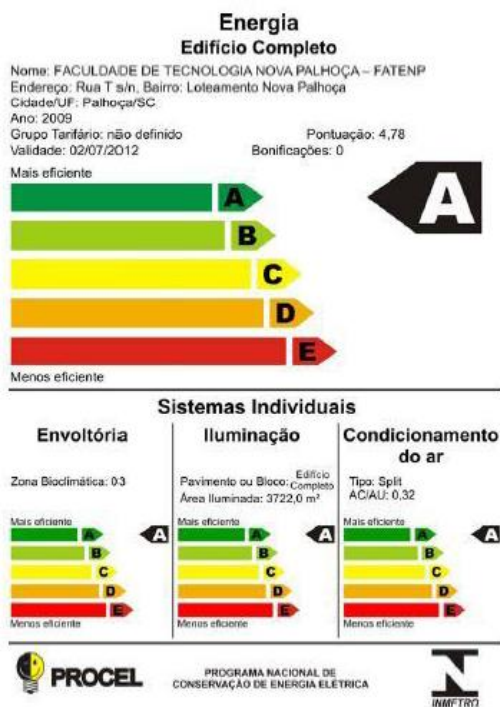 Energia
Edifício Completo
Nome: FACULDADE DE TECNOLOGIA NOVA PALHOÇA – FATENP
Endereço: Rua T s/n, Bairro: Loteamento Nova Palhoça
Cidade/UF: Palhoça/SC
Ano: 2009
Grupo Tarifário: não definido Pontuação: 4,78
Validade: 02/07/2012 Bonificações: 0
Mais eficiente
A
A
B
C
D
E
Menos eficiente
Sistemas Individuais
Envoltória
Zona Bioclimática: 03
Mais eficiente
A
A
B
C
D
E
Menos eficiente
Iluminação
Pavimento ou Bloco: Edifício Completo
Área Iluminada: 3722,0 m²
Mais eficiente
A
A
B
C
D
E
Menos eficiente
Condicionamento
do ar
Tipo: Split
AC/AU: 0,32
Mais eficiente
A
A
B
C
D
E
Menos eficiente
PROCEL
PROGRAMA NACIONAL DE
CONSERVAÇÃO DE ENERGIA ELÉTRICA
INMETRO